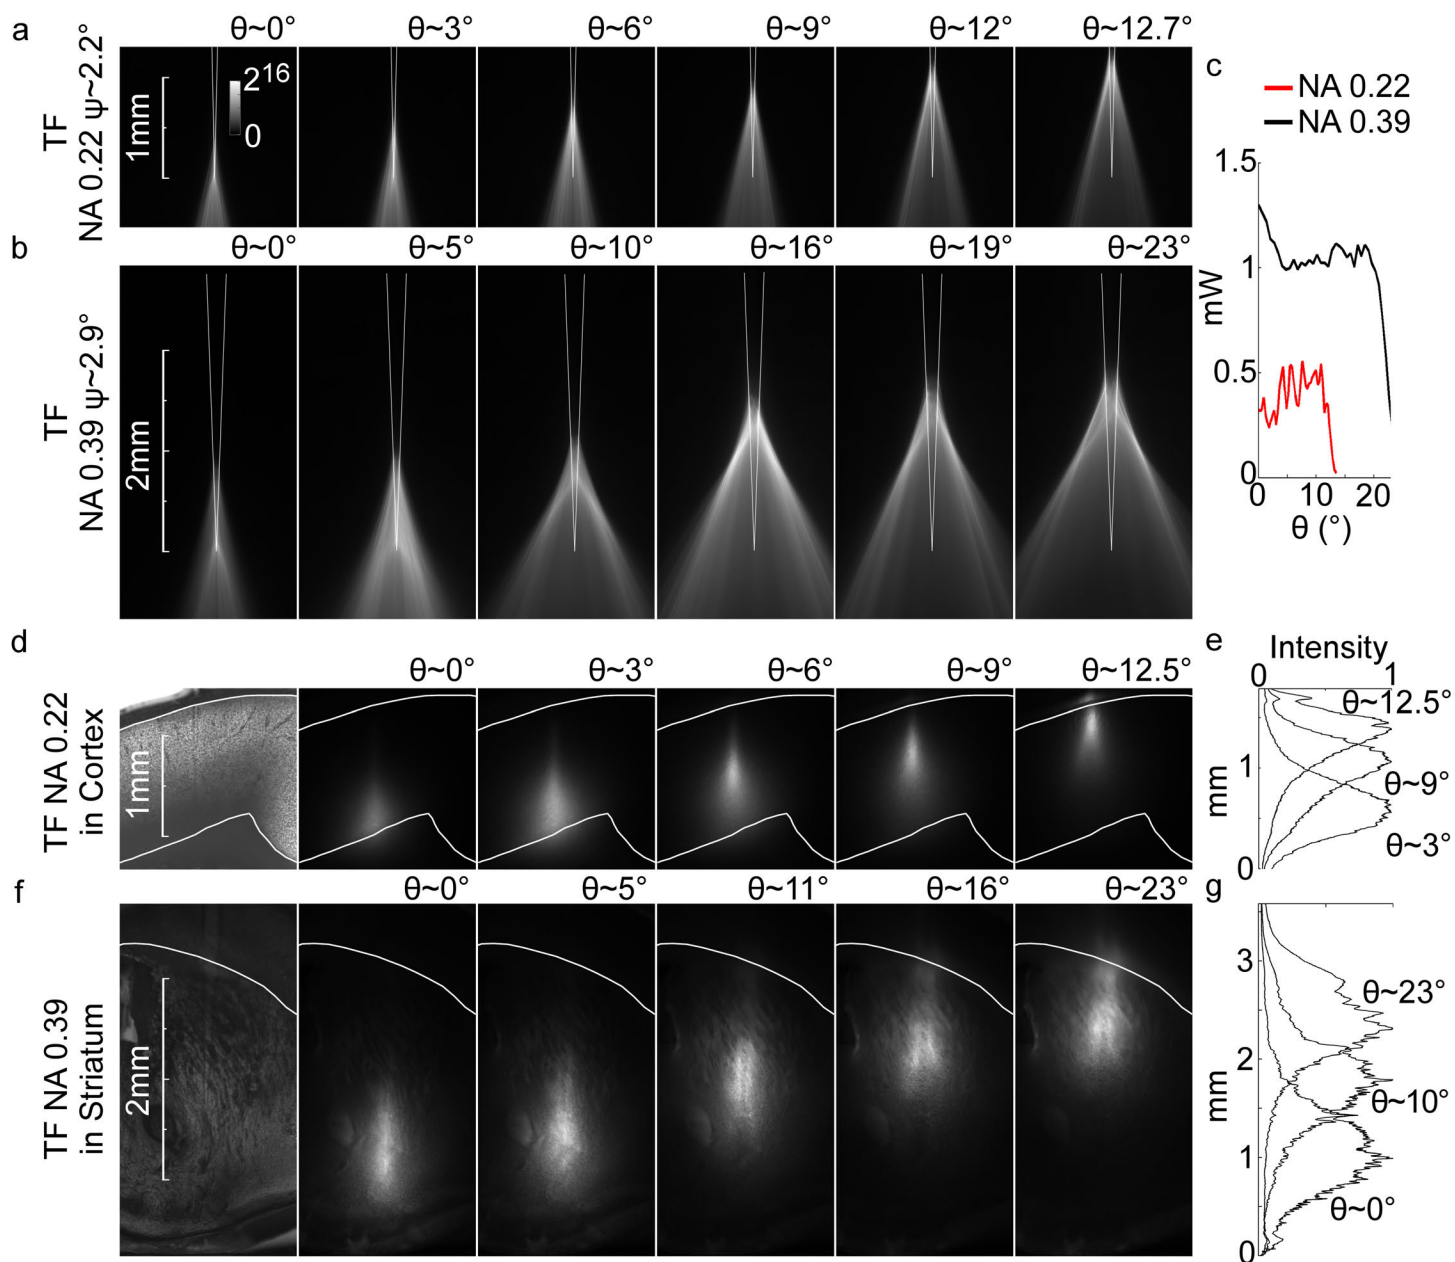 a
θ~0°
θ~3°
θ~6°
θ~9°
θ~12°
θ~12.7°
TF
NA 0.22 ψ~2.2°
1mm
2¹⁶
0
c
NA 0.22
NA 0.39
1.5
1
0.5
0
mW
0
10
20
θ (°)
b
θ~0°
θ~5°
θ~10°
θ~16°
θ~19°
θ~23°
TF
NA 0.39 ψ~2.9°
2mm
d
θ~0°
θ~3°
θ~6°
θ~9°
θ~12.5°
TF NA 0.22
in Cortex
1mm
e
Intensity
0
1
θ~12.5°
1
θ~9°
mm
θ~3°
0
f
θ~0°
θ~5°
θ~11°
θ~16°
θ~23°
TF NA 0.39
in Striatum
2mm
g
3
θ~23°
2
mm
θ~10°
1
θ~0°
0